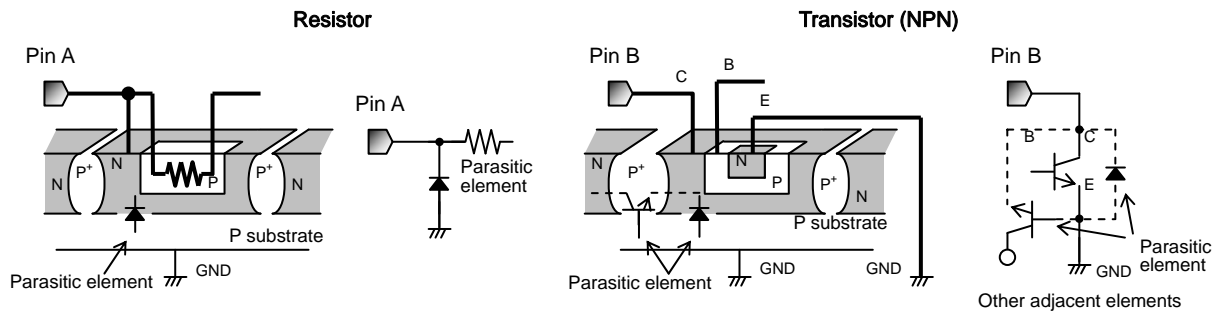 Resistor
Pin A
N
N
P+
P
P+
N
P substrate
Parasitic element
GND
Pin A
Parasitic
element
Transistor (NPN)
Pin B
C
B
E
N
P+
N
P
P+
N
P substrate
Parasitic element
GND
GND
Pin B
B
C
E
Parasitic
element
GND
Other adjacent elements